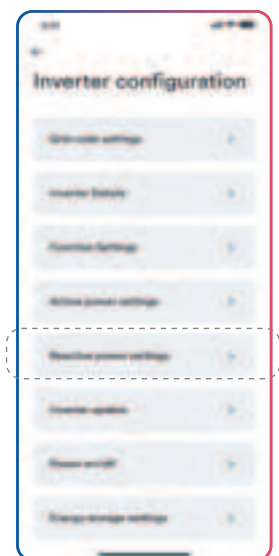 Inverter configuration
Grid code settings
Inverter Details
Function Settings
Active power settings
Reactive power settings
Inverter update
Power on/off
Energy storage settings